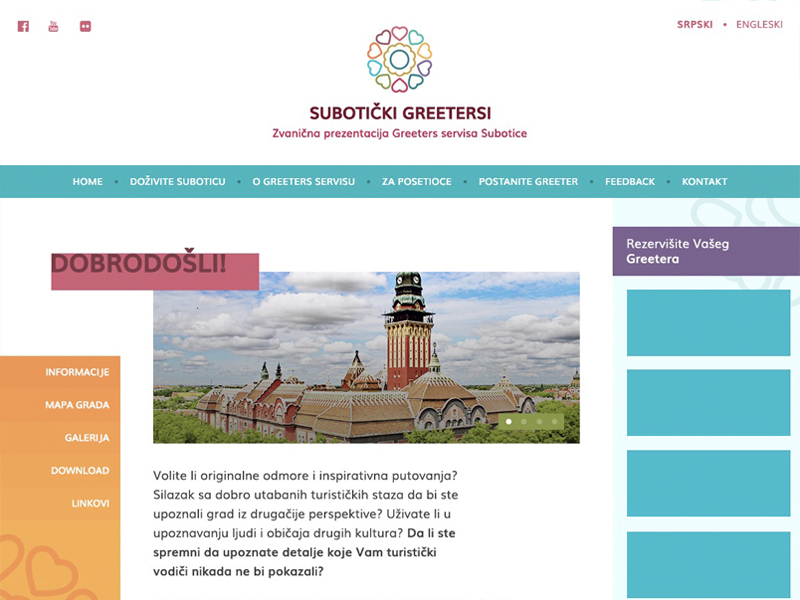 SRPSKI • ENGLESKI
SUBOTIČKI GREETERSI
Zvanična prezentacija Greeters servisa Subotice
HOME • DOŽIVITE SUBOTICU • O GREETERS SERVISU • ZA POSETIOCE • POSTANITE GREETER • FEEDBACK • KONTAKT
DOBRODOŠLI!
Rezervišite Vašeg
Greetera
INFORMACIJE
MAPA GRADA
GALERIJA
DOWNLOAD
LINKOVI
Volite li originalne odmore i inspirativna putovanja?
Silazak sa dobro utabanih turističkih staza da bi ste
upoznali grad iz drugačije perspektive? Uživate li u
upoznavanju ljudi i običaja drugih kultura? Da li ste
spremni da upoznate detalje koje Vam turistički
vodiči nikada ne bi pokazali?